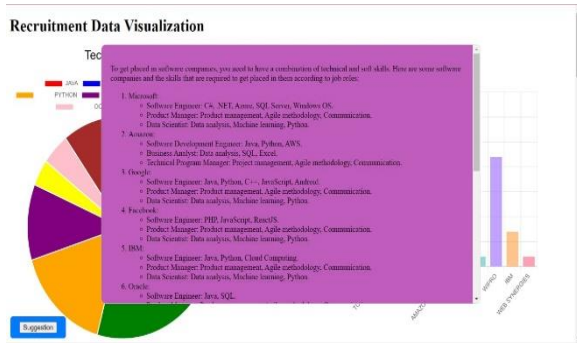 Recruitment Data Visualization
Tec
JAVA
PYTHON
To get placed in software companies, you need to have a combination of technical and soft skills. Here are some software
companies and the skills that are required to get placed in them according to job roles:
1. Microsoft:
Software Engineer: C#, .NET, Azure, SQL Server, Windows OS.
Product Manager: Product management, Agile methodology, Communication.
Data Scientist: Data analysis, Machine learning, Python.
2. Amazon:
Software Development Engineer: Java, Python, AWS.
Business Analyst: Data analysis, SQL, Excel.
Technical Program Manager: Project management, Agile methodology, Communication.
3. Google:
Software Engineer: Java, Python, C++, JavaScript, Android.
Product Manager: Product management, Agile methodology, Communication.
Data Scientist: Data analysis, Machine learning, Python.
4. Facebook:
Software Engineer: PHP, JavaScript, ReactJS.
Product Manager: Product management, Agile methodology, Communication.
Data Scientist: Data analysis, Machine learning, Python.
5. IBM:
Software Engineer: Java, Python, Cloud Computing.
Product Manager: Product management, Agile methodology, Communication.
Data Scientist: Data analysis, Machine learning, Python.
6. Oracle:
Software Engineer: Java, SQL.
WIPRO
IBM
WEB SYNERGIES
Suggestion